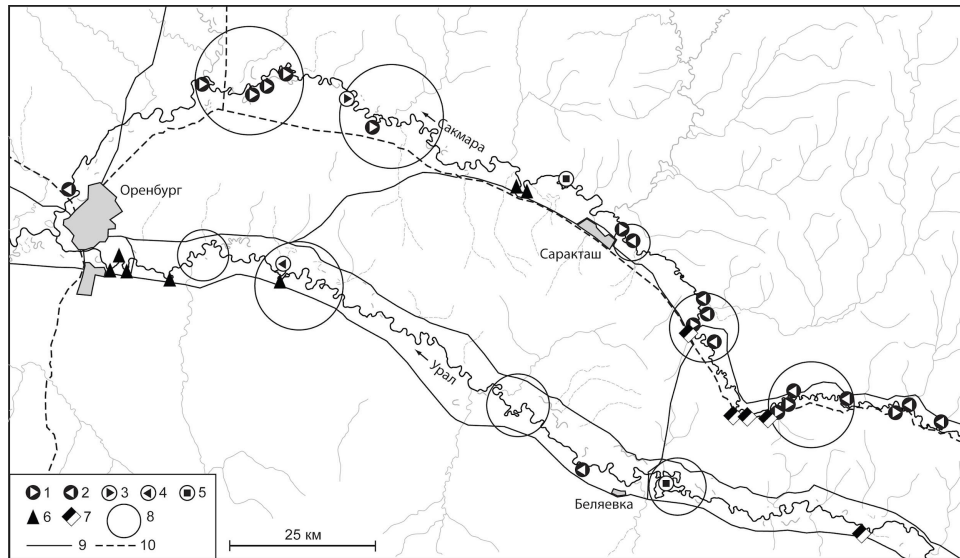 Сакмара
Оренбург
Саракташ
Урал
Беляевка
1 2 3 4 5
6 7 8
9 10
25 км